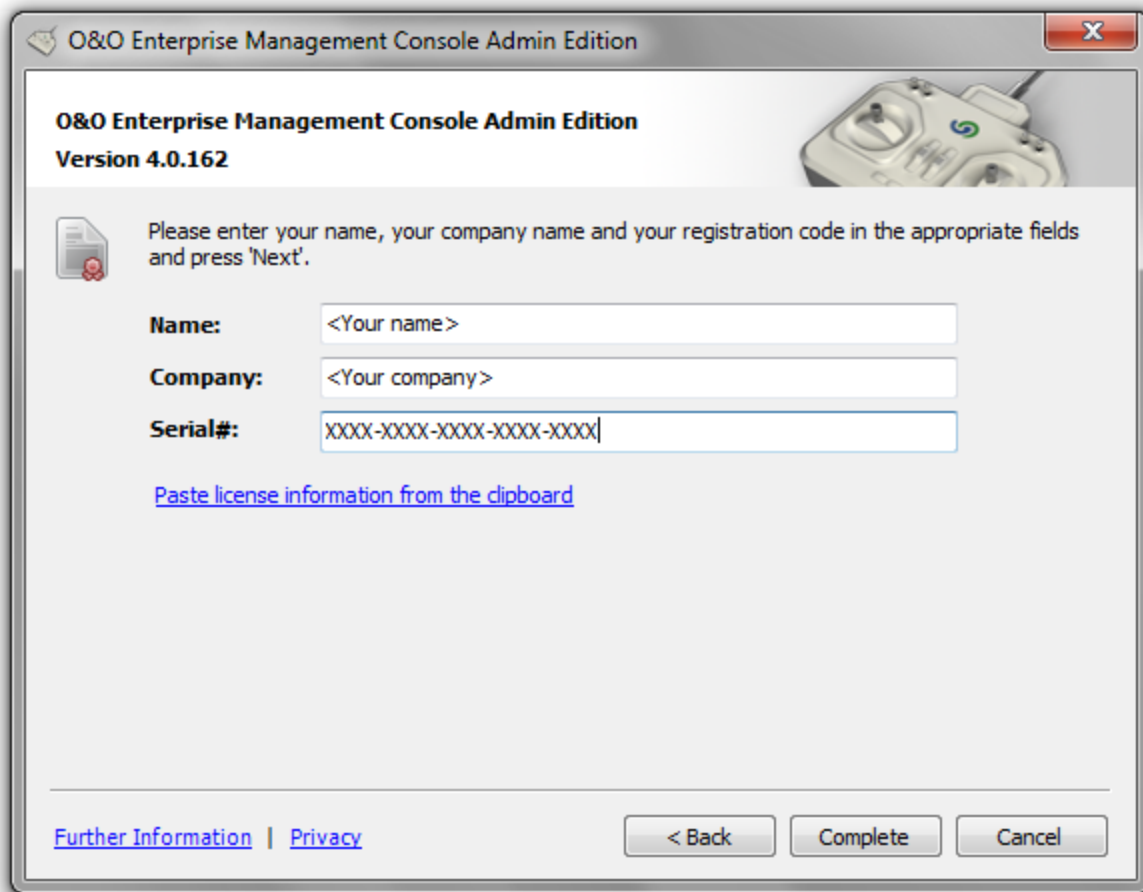 O&O Enterprise Management Console Admin Edition
O&O Enterprise Management Console Admin Edition
Version 4.0.162
Please enter your name, your company name and your registration code in the appropriate fields
and press 'Next'.
Name: <Your name>
Company: <Your company>
Serial#: XXXX-XXXX-XXXX-XXXX-XXXX
Paste license information from the clipboard
Further Information | Privacy < Back Complete Cancel